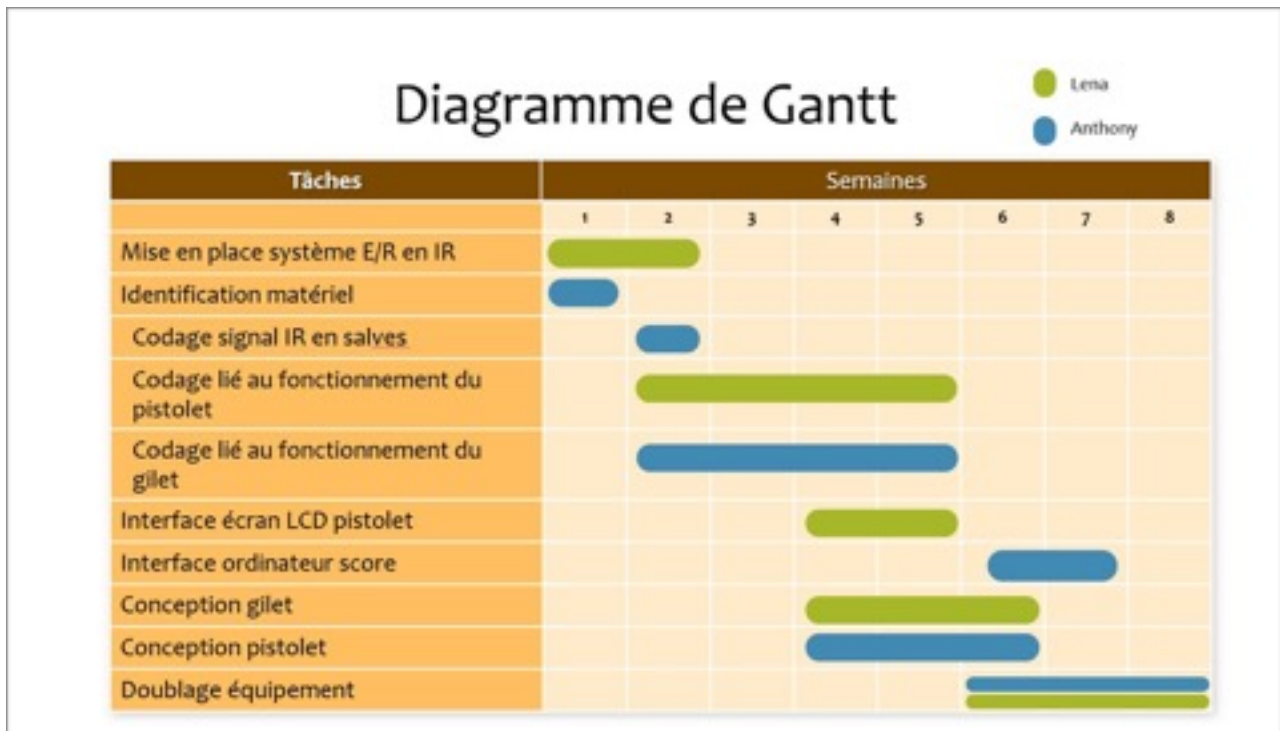 Diagramme de Gantt
Lena
Anthony
Tâches
Semaines
1 2 3 4 5 6 7 8
Mise en place système E/R en IR
Identification matériel
Codage signal IR en salves
Codage lié au fonctionnement du
pistolet
Codage lié au fonctionnement du
gilet
Interface écran LCD pistolet
Interface ordinateur score
Conception gilet
Conception pistolet
Doublage équipement